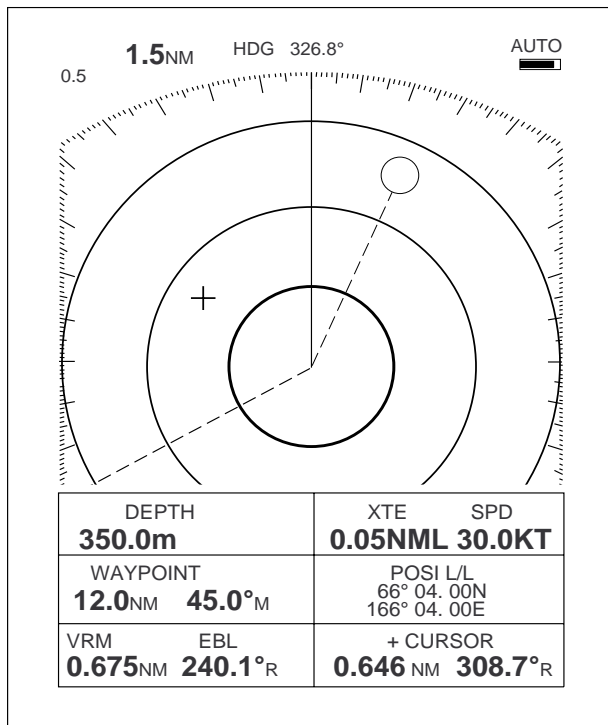 1.5NM HDG 326.8° AUTO
0.5
DEPTH XTE SPD
350.0m 0.05NML 30.0KT
WAYPOINT POSI L/L
12.0NM 45.0°M 66° 04. 00N
166° 04. 00E
VRM EBL + CURSOR
0.675NM 240.1°R 0.646 NM 308.7°R